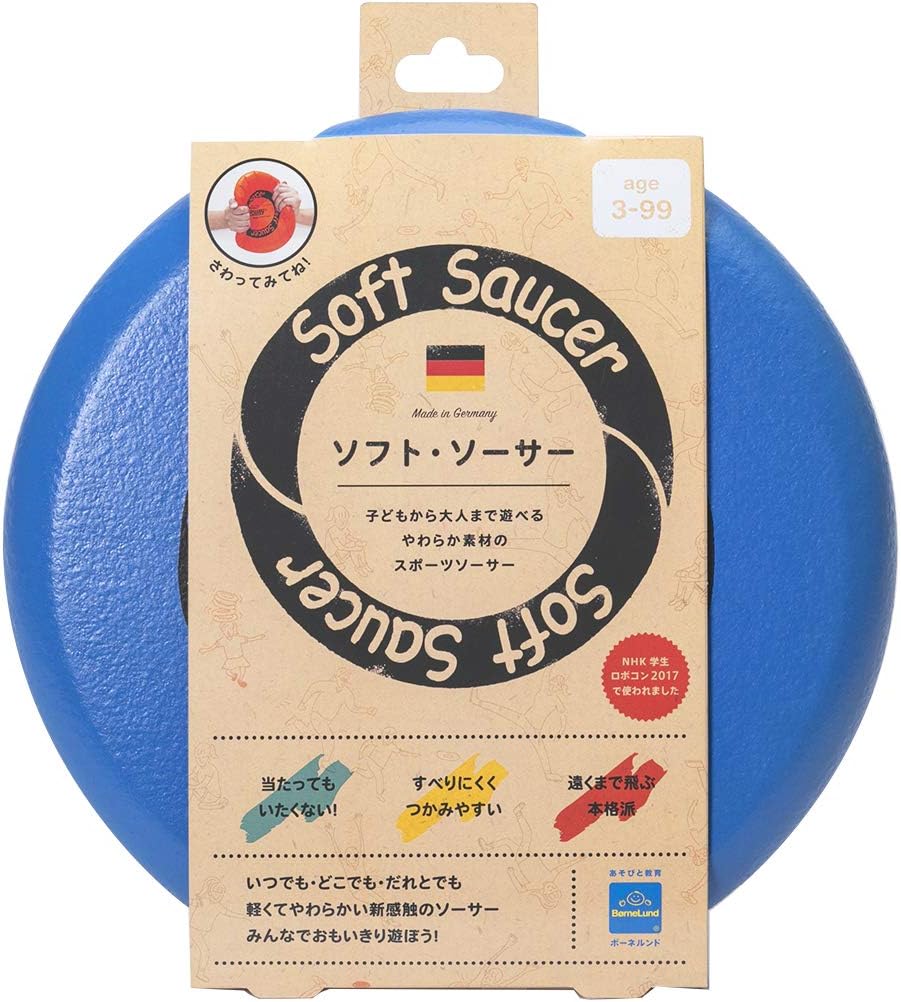 さわってみてね!
age
3-99
Soft Saucer
Made in Germany
ソフト・ソーサー
子どもから大人まで遊べる
やわらか素材の
スポーツソーサー
Soft Saucer
NHK 学生
ロボコン 2017
で使われました
当たっても
いたくない!
すべりにくく
つかみやすい
遠くまで飛ぶ
本格派
いつでも・どこでも・だれとでも
軽くてやわらかい新感触のソーサー
みんなでおもいきり遊ぼう!
あそびと教育
BørneLund
®
ボーネルンド